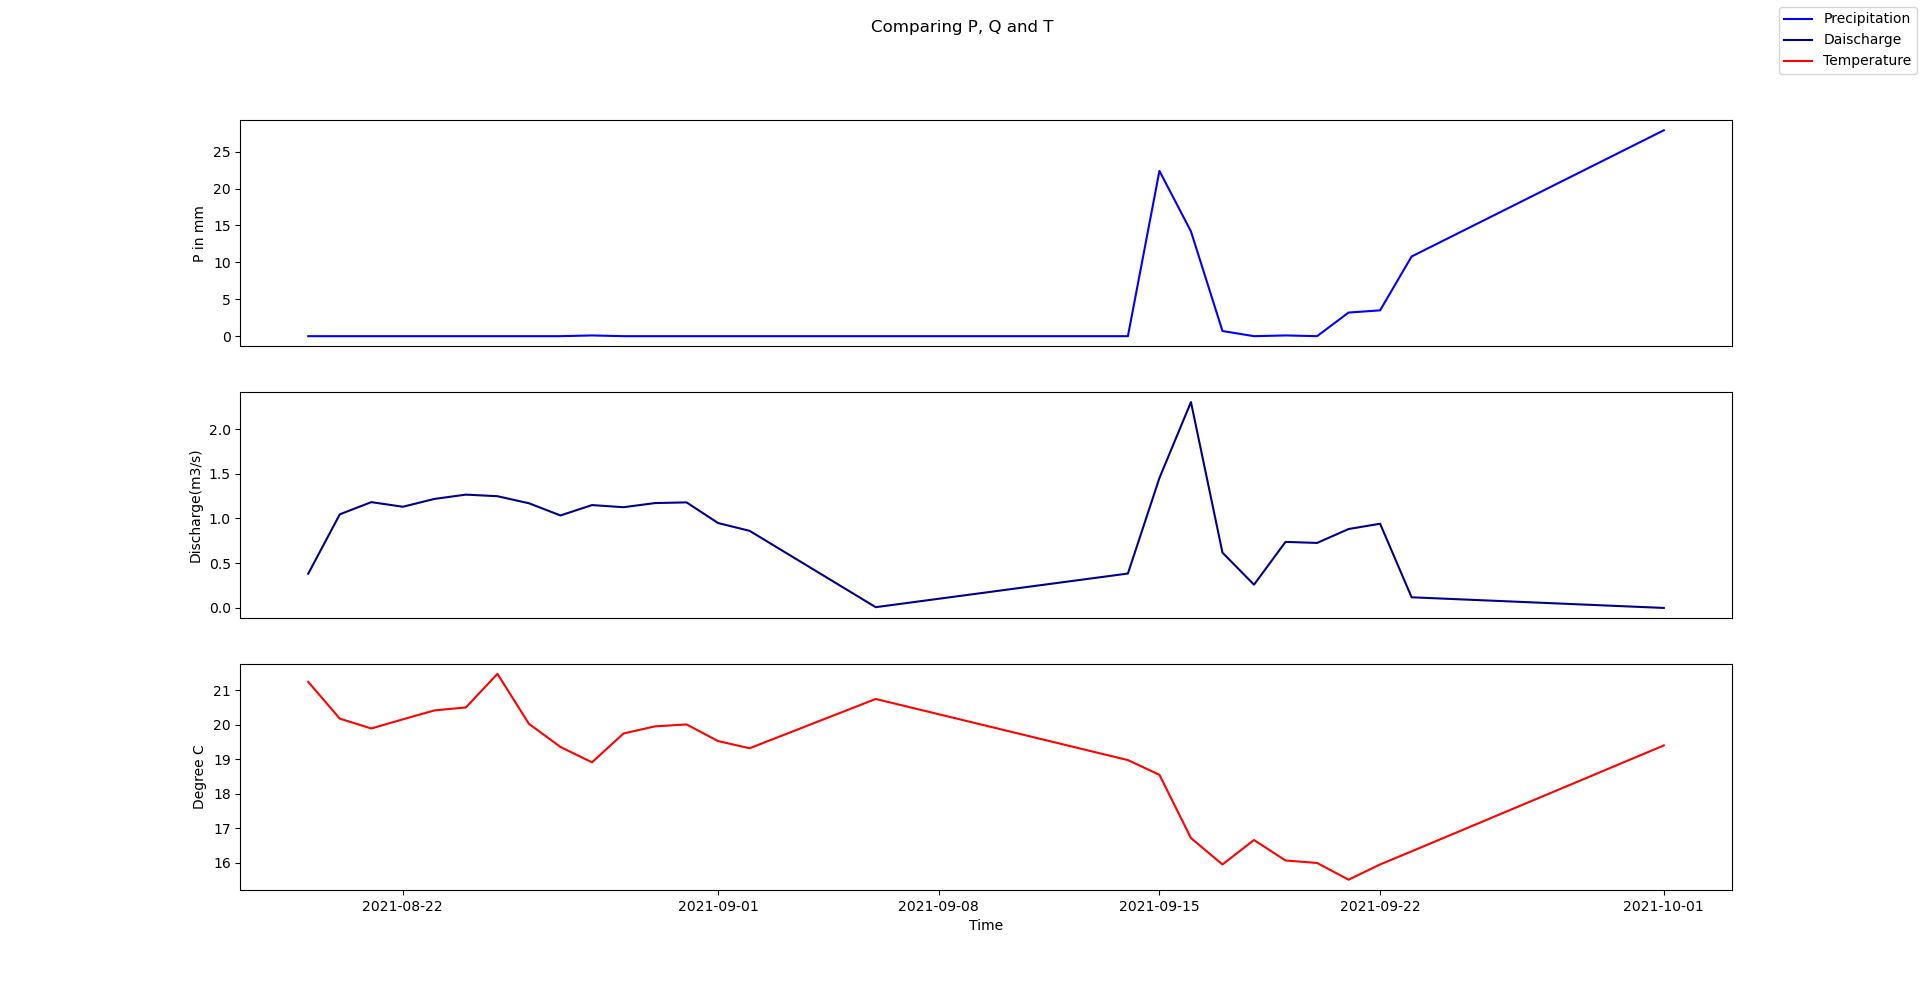 Comparing P, Q and T
Precipitation
Daischarge
Temperature
25
20
15
10
5
0
P in mm
2.0
1.5
1.0
0.5
0.0
Discharge(m3/s)
21
20
19
18
17
16
Degree C
2021-08-22 2021-09-01 2021-09-08 2021-09-15 2021-09-22 2021-10-01
Time